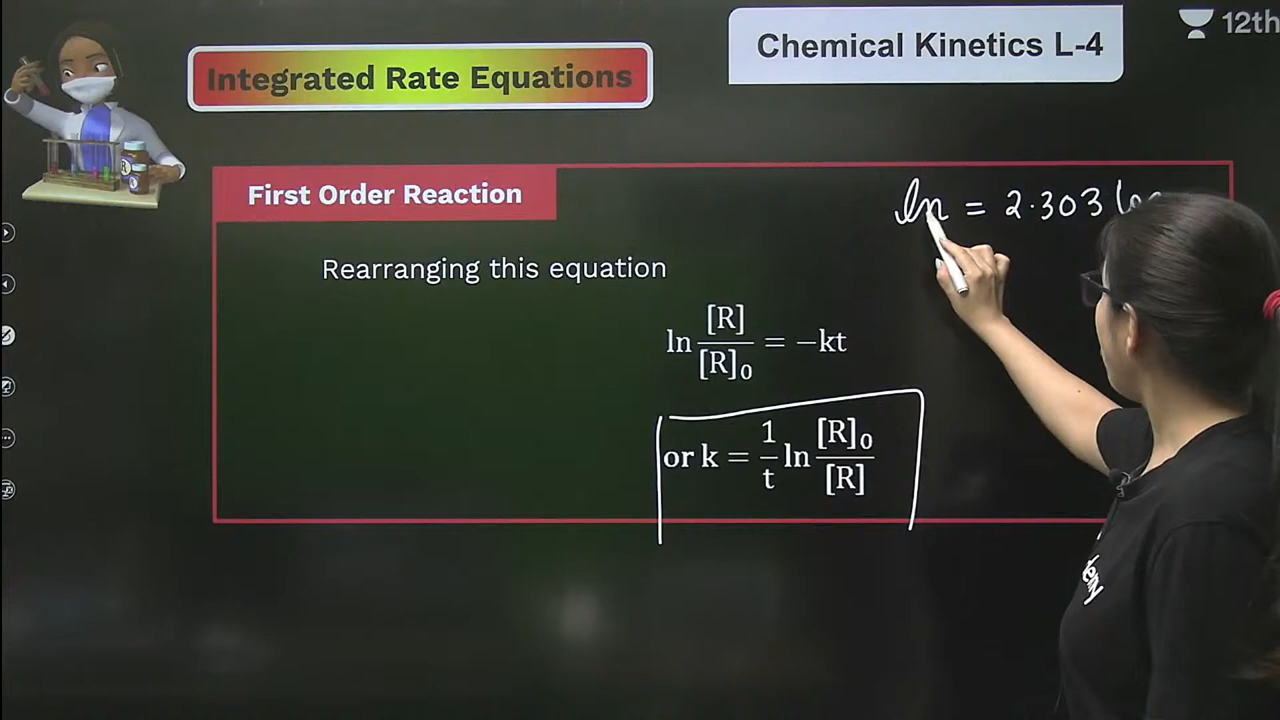 Chemical Kinetics L-4
12th
Integrated Rate Equations
First Order Reaction
ln = 2.303
Rearranging this equation
ln [R]/[R]₀ = −kt
or k = 1/t ln [R]₀/[R]